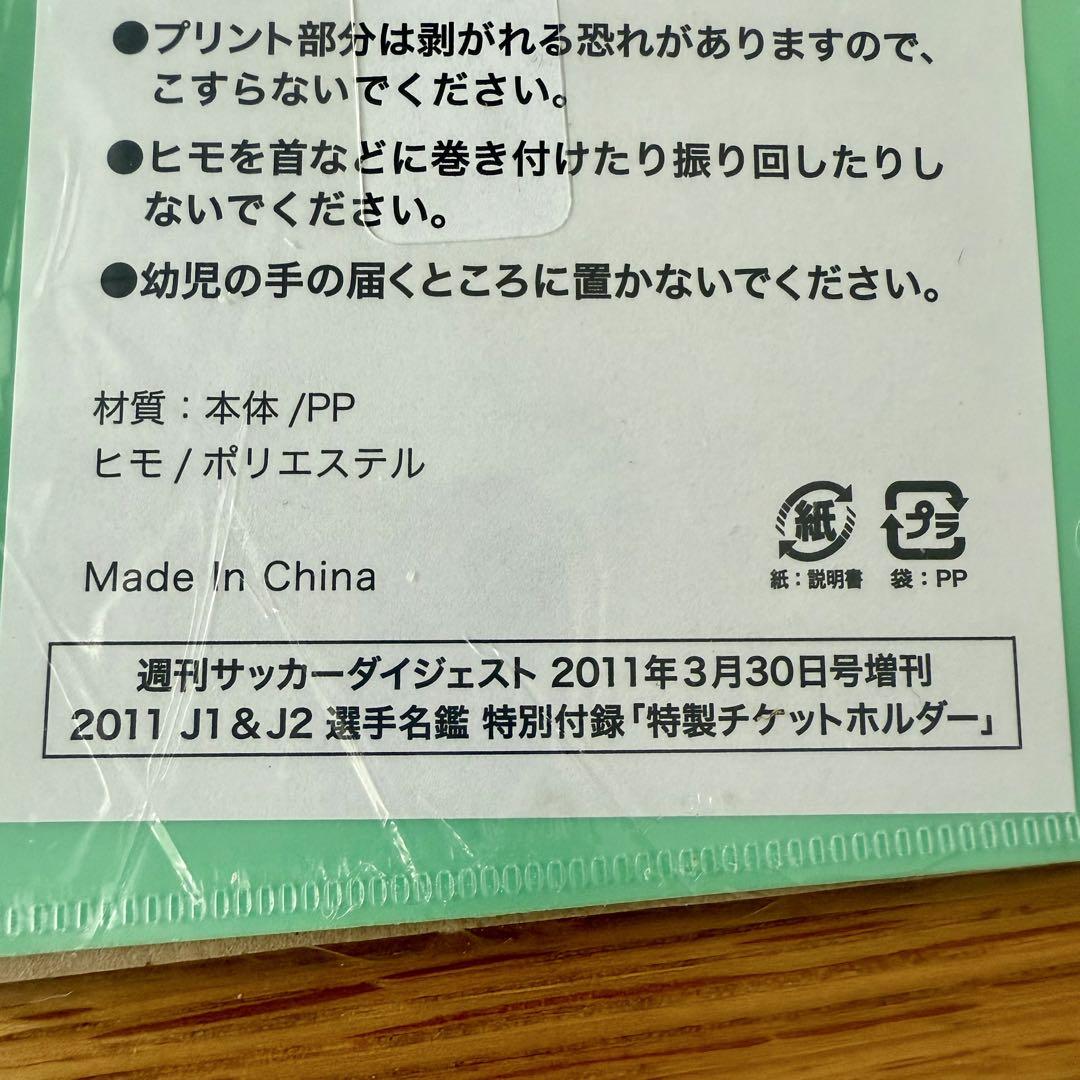 ●プリント部分は剥がれる恐れがありますので、
こすらないでください。
●ヒモを首などに巻き付けたり振り回したりし
ないでください。
●幼児の手の届くところに置かないでください。
材質：本体/PP
ヒモ/ポリエステル
紙 プラ
紙：説明書 袋：PP
Made In China
週刊サッカーダイジェスト 2011年3月30日号増刊
2011 J1＆J2 選手名鑑 特別付録「特製チケットホルダー」